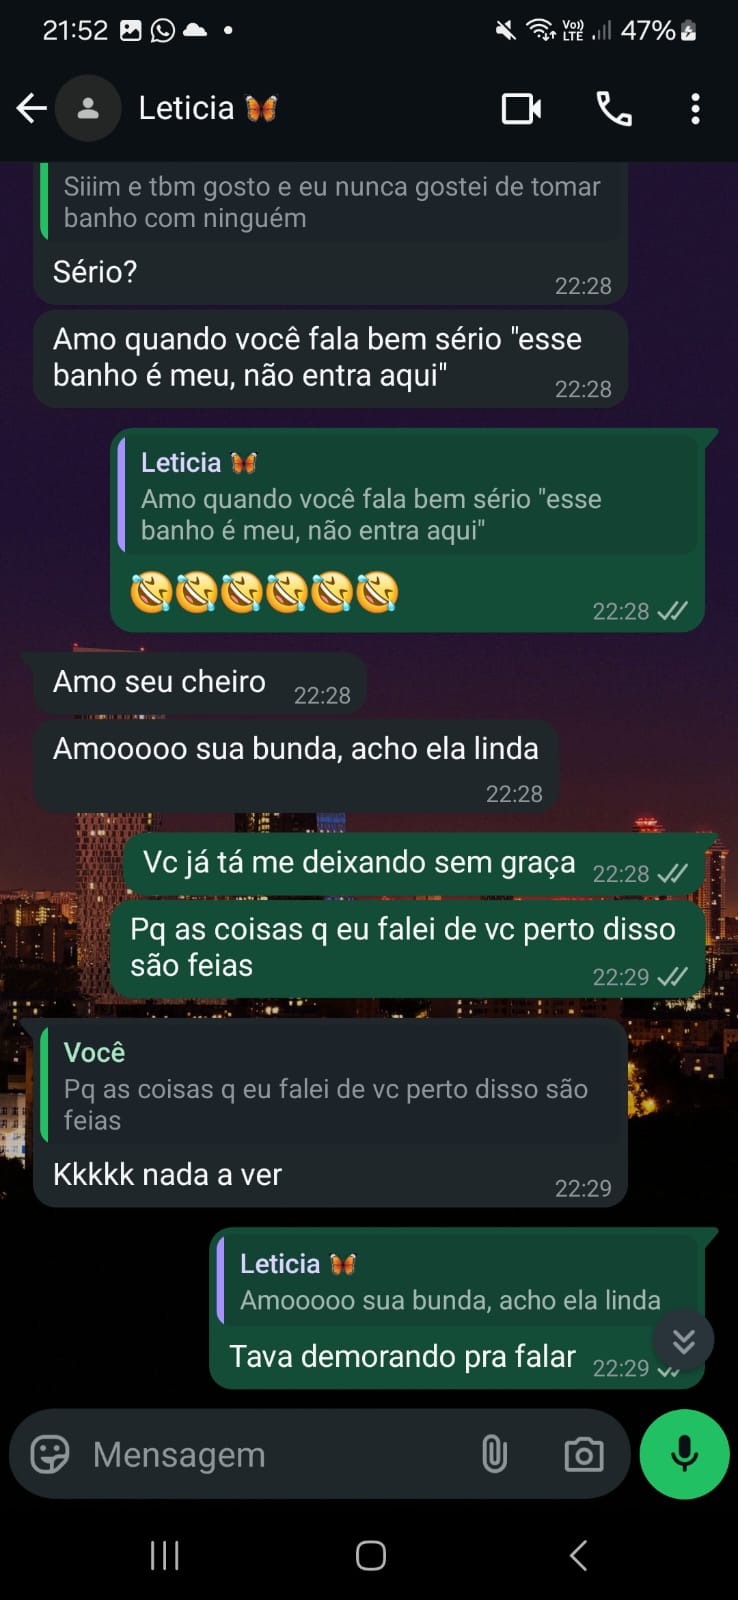 21:52
Vo)) LTE 47%
Leticia 🦋
Siiim e tbm gosto e eu nunca gostei de tomar
banho com ninguém
Sério?
22:28
Amo quando você fala bem sério "esse
banho é meu, não entra aqui"
22:28
Leticia 🦋
Amo quando você fala bem sério "esse
banho é meu, não entra aqui"
🤣🤣🤣🤣🤣🤣
22:28
Amo seu cheiro 22:28
Amooooo sua bunda, acho ela linda
22:28
Vc já tá me deixando sem graça 22:28
Pq as coisas q eu falei de vc perto disso
são feias
22:29
Você
Pq as coisas q eu falei de vc perto disso são
feias
Kkkkk nada a ver
22:29
Leticia 🦋
Amooooo sua bunda, acho ela linda
Tava demorando pra falar 22:29
Mensagem